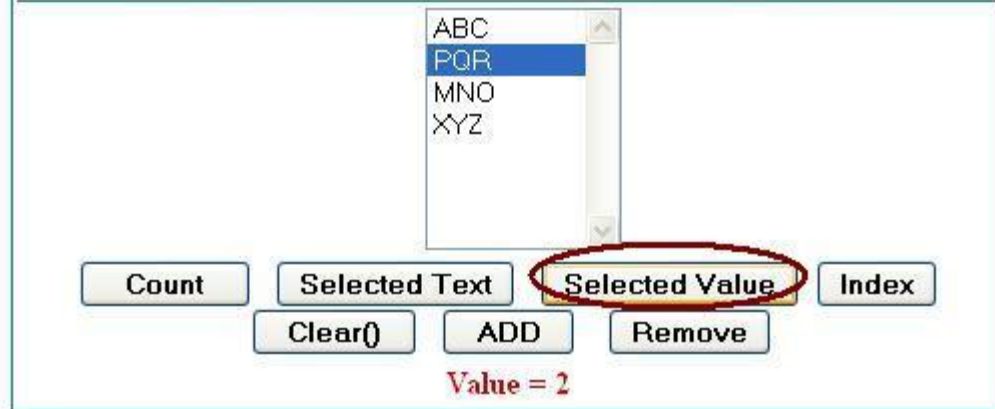 ABC
PQR
MNO
XYZ
Count Selected Text Selected Value Index
Clear() ADD Remove
Value = 2